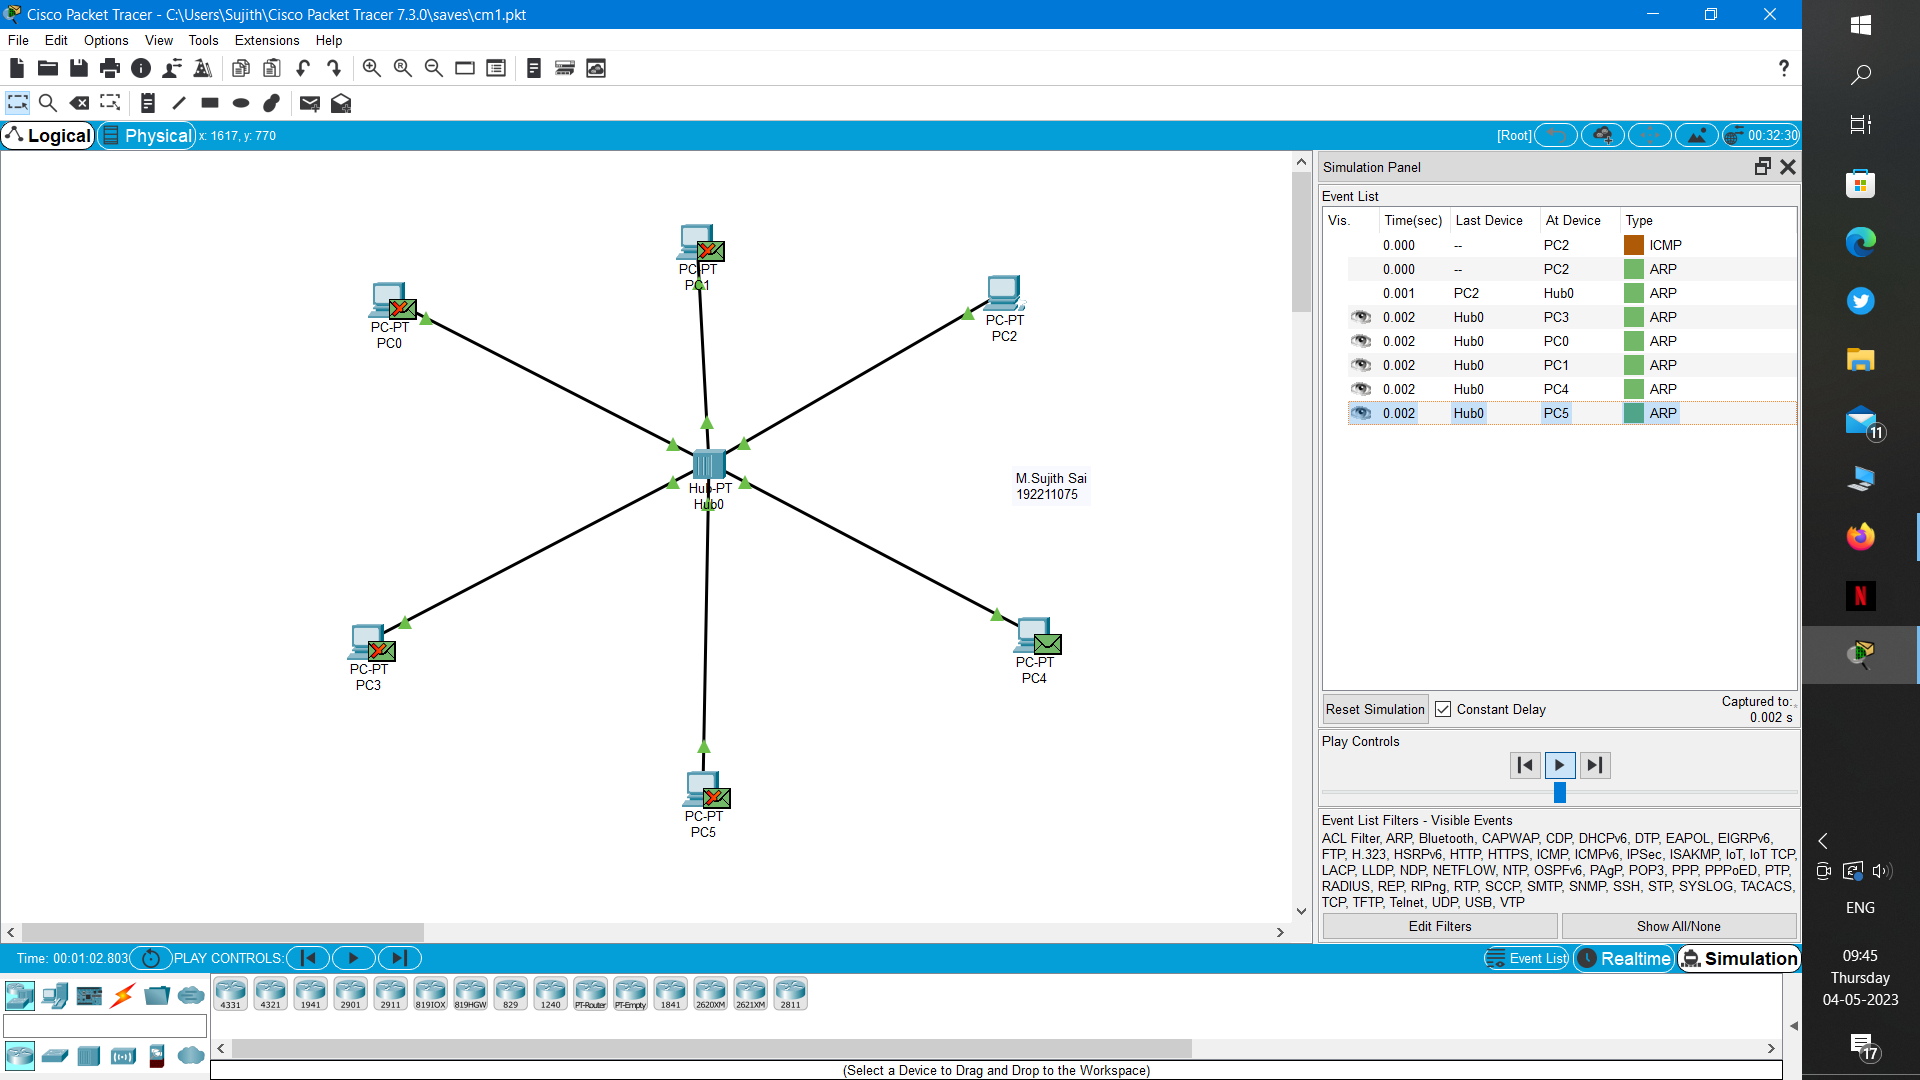 Cisco Packet Tracer - C:\Users\Sujith\Cisco Packet Tracer 7.3.0\saves\cm1.pkt
File Edit Options View Tools Extensions Help
?
Logical Physical x: 1617, y: 770 [Root] 00:32:30
Simulation Panel
Event List
Vis. Time(sec) Last Device At Device Type
0.000 -- PC2 ICMP
0.000 -- PC2 ARP
0.001 PC2 Hub0 ARP
0.002 Hub0 PC3 ARP
0.002 Hub0 PC0 ARP
0.002 Hub0 PC1 ARP
0.002 Hub0 PC4 ARP
0.002 Hub0 PC5 ARP
PC-PT
PC1
PC-PT
PC0
PC-PT
PC2
Hub-PT
Hub0
M.Sujith Sai
192211075
PC-PT
PC3
PC-PT
PC4
PC-PT
PC5
Reset Simulation Constant Delay Captured to:
0.002 s
Play Controls
Event List Filters - Visible Events
ACL Filter, ARP, Bluetooth, CAPWAP, CDP, DHCPv6, DTP, EAPOL, EIGRPv6,
FTP, H.323, HSRPv6, HTTP, HTTPS, ICMP, ICMPv6, IPSec, ISAKMP, IoT, IoT TCP,
LACP, LLDP, NDP, NETFLOW, NTP, OSPFv6, PAgP, POP3, PPP, PPPoED, PTP,
RADIUS, REP, RIPng, RTP, SCCP, SMTP, SNMP, SSH, STP, SYSLOG, TACACS,
TCP, TFTP, Telnet, UDP, USB, VTP
Edit Filters Show All/None
Time: 00:01:02.803 PLAY CONTROLS: Event List Realtime Simulation
4331 4321 1941 2901 2911 819IOX 819HGW 829 1240 PT-Router PT-Empty 1841 2620XM 2621XM 2811
(Select a Device to Drag and Drop to the Workspace)
11
N
ENG
09:45
Thursday
04-05-2023
17